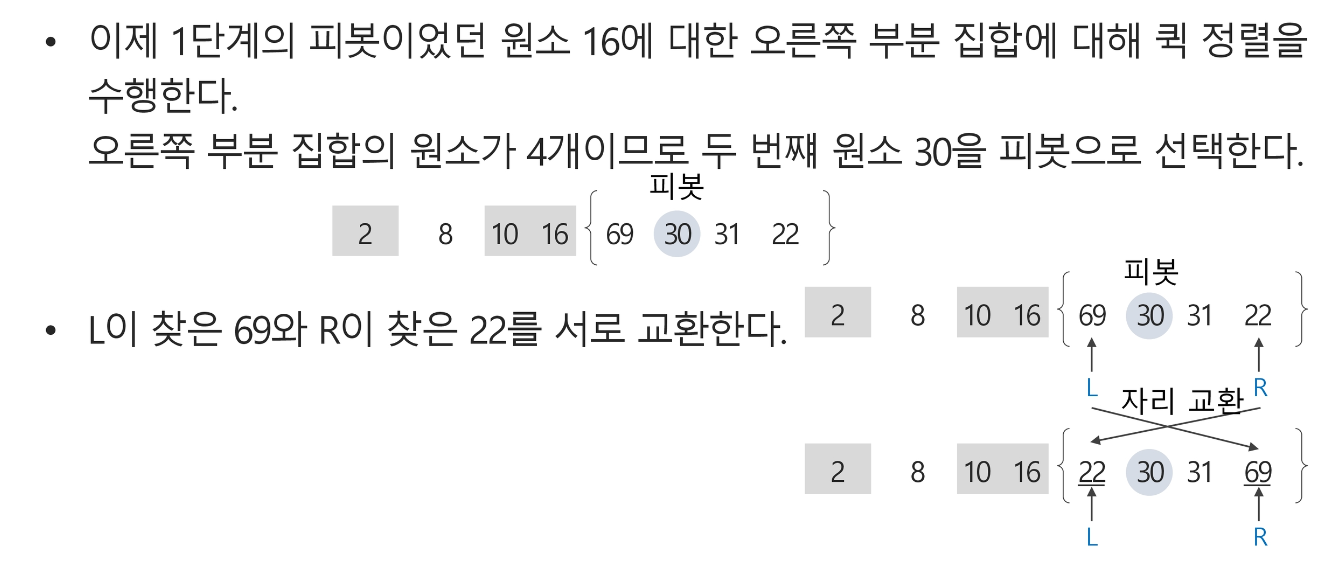 • 이제 1단계의 피봇이었던 원소 16에 대한 오른쪽 부분 집합에 대해 퀵 정렬을
수행한다.
오른쪽 부분 집합의 원소가 4개이므로 두 번쨰 원소 30을 피봇으로 선택한다.
피봇
2 8 10 16 { 69 30 31 22 }
• L이 찾은 69와 R이 찾은 22를 서로 교환한다.
피봇
2 8 10 16 { 69 30 31 22 }
L R
자리 교환
2 8 10 16 { 22 30 31 69 }
L R